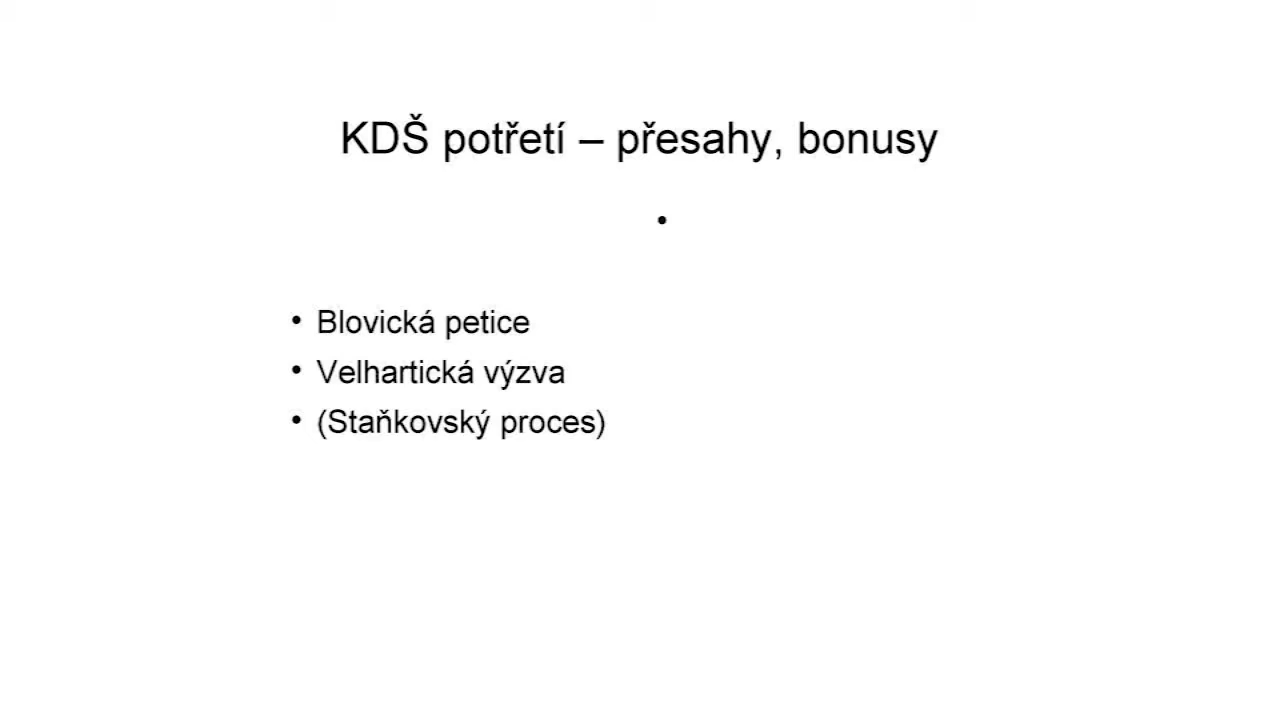 KDŠ potřetí – přesahy, bonusy
•
• Blovická petice
• Velhartická výzva
• (Staňkovský proces)